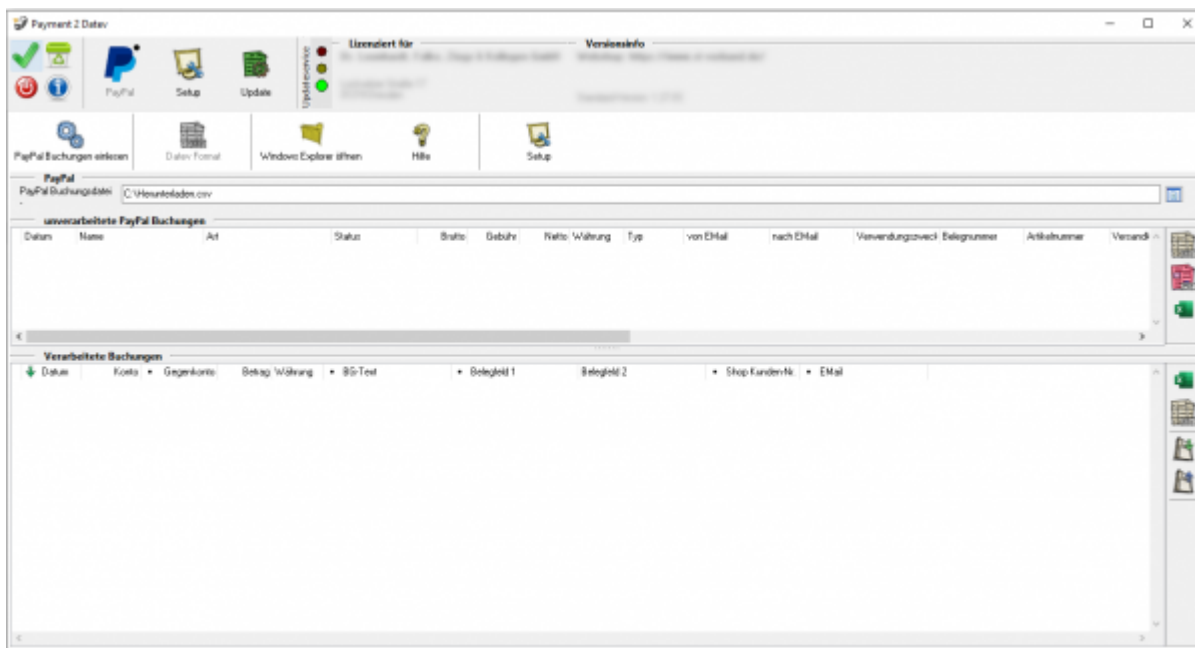 Payment 2 Datev
Lizenziert für
Versionsinfo
PayPal
Setup
Update
Updateservice
PayPal Buchungen einlesen
Datev Format
Windows Explorer öffnen
Hilfe
Setup
PayPal
PayPal Buchungsdatei
C:\Herunterladen.csv
unverarbeitete PayPal Buchungen
Datum Name Art Status Brutto Gebühr Netto Währung Typ von EMail nach EMail Verwendungszweck Belegnummer Artikelnummer Versandk
Verarbeitete Buchungen
Datum Konto Gegenkonto Betrag Währung BG-Text Belegfeld 1 Belegfeld 2 Shop Kunden-Nr. EMail